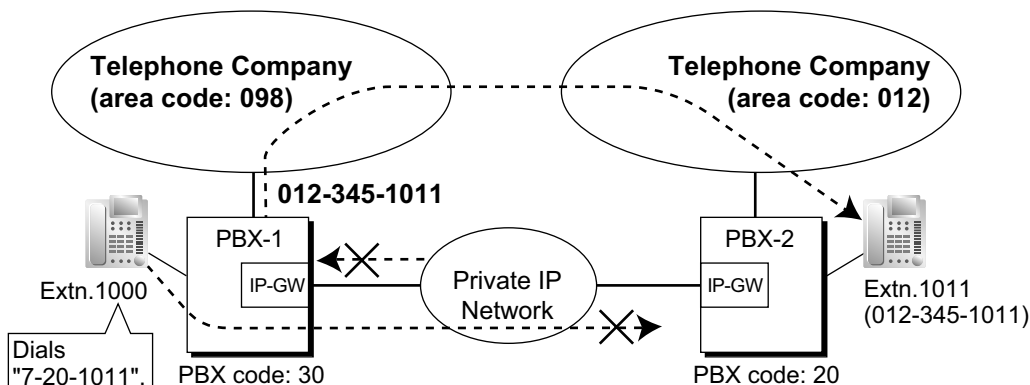 Telephone Company
(area code: 098)
Telephone Company
(area code: 012)
012-345-1011
PBX-1
PBX-2
IP-GW
Private IP
Network
IP-GW
Extn.1000
Extn.1011
(012-345-1011)
Dials
"7-20-1011".
PBX code: 30
PBX code: 20